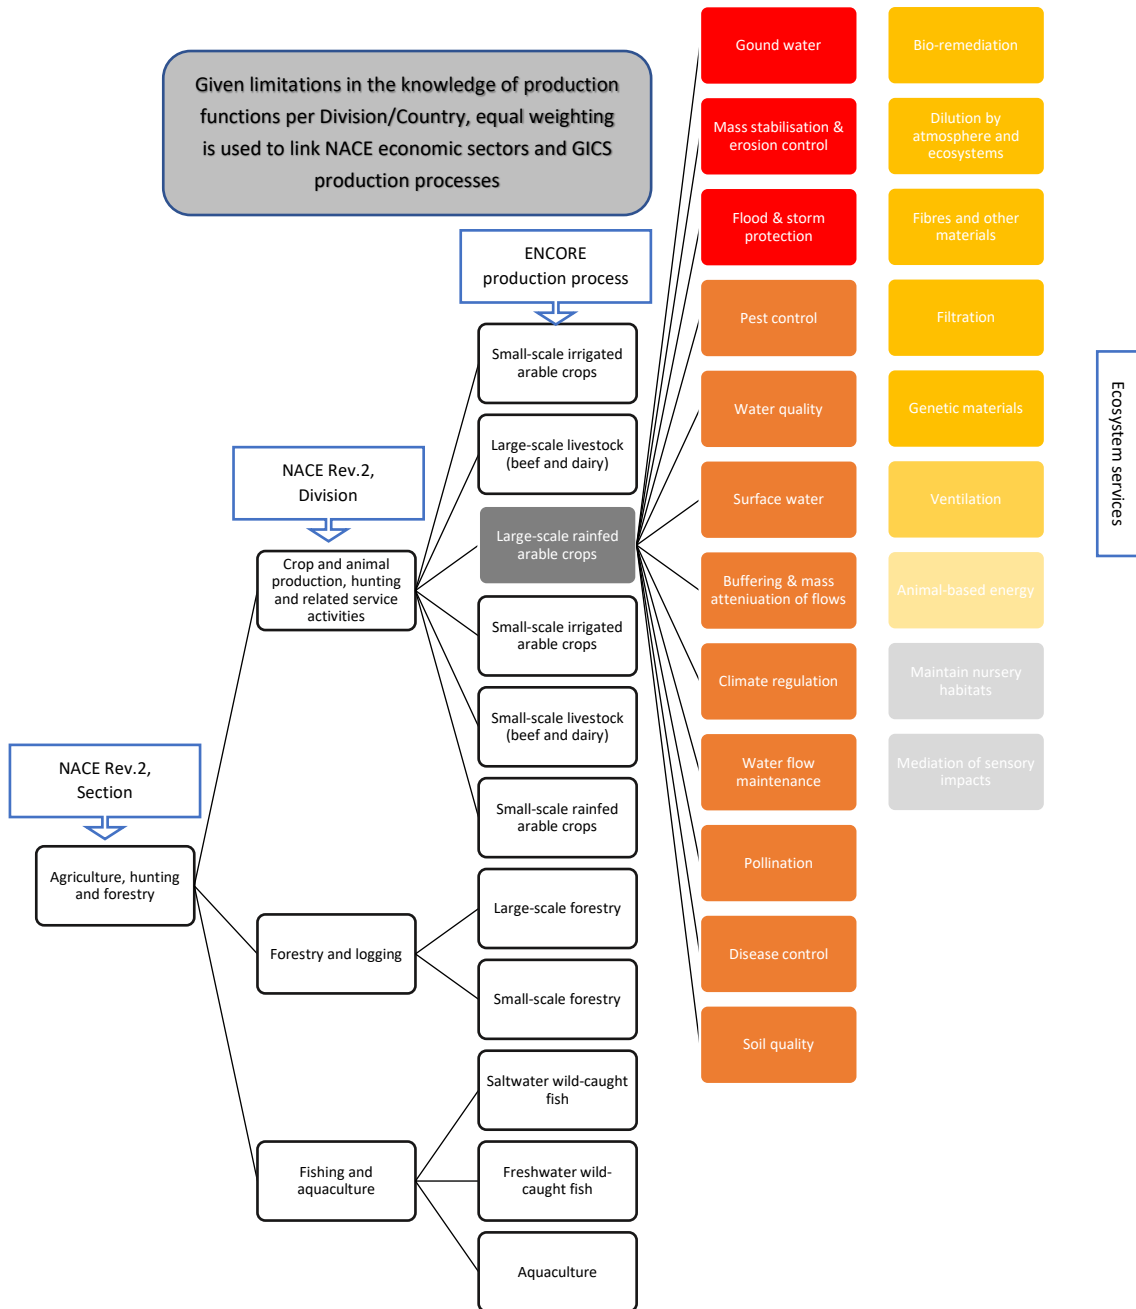 Given limitations in the knowledge of production
functions per Division/Country, equal weighting
is used to link NACE economic sectors and GICS
production processes
ENCORE
production process
NACE Rev.2,
Division
NACE Rev.2,
Section
Agriculture, hunting
and forestry
Crop and animal
production, hunting
and related service
activities
Forestry and logging
Fishing and
aquaculture
Small-scale irrigated
arable crops
Large-scale livestock
(beef and dairy)
Large-scale rainfed
arable crops
Small-scale irrigated
arable crops
Small-scale livestock
(beef and dairy)
Small-scale rainfed
arable crops
Large-scale forestry
Small-scale forestry
Saltwater wild-caught
fish
Freshwater wild-
caught fish
Aquaculture
Gound water
Mass stabilisation &
erosion control
Flood & storm
protection
Pest control
Water quality
Surface water
Buffering & mass
atteniuation of flows
Climate regulation
Water flow
maintenance
Pollination
Disease control
Soil quality
Bio-remediation
Dilution by
atmosphere and
ecosystems
Fibres and other
materials
Filtration
Genetic materials
Ventilation
Animal-based energy
Maintain nursery
habitats
Mediation of sensory
impacts
Ecosystem services